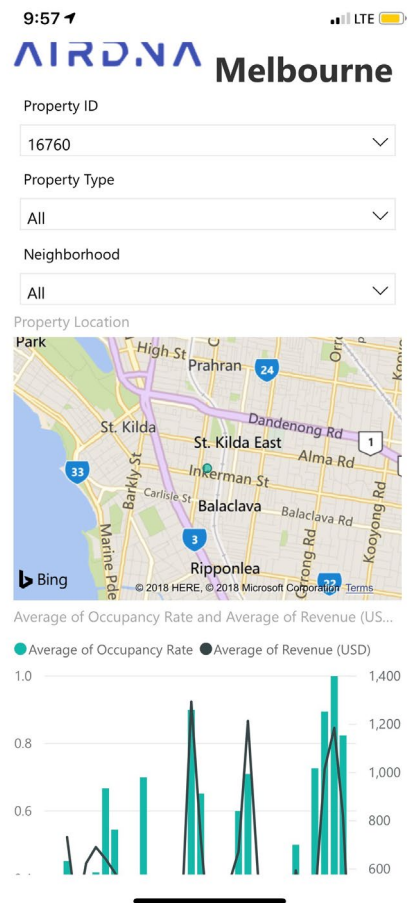 9:57
LTE
AIRDNA Melbourne
Property ID
16760
Property Type
All
Neighborhood
All
Property Location
Park
High St
Prahran
24
Dandenong Rd
1
St. Kilda
St. Kilda East
Alma Rd
33
Barkly St
Inkerman St
Carlisle St
Balaclava
Balaclava Rd
Kooyong Rd
3
Marine Pde
Ripponlea
Bing
© 2018 HERE, © 2018 Microsoft Corporation Terms
Average of Occupancy Rate and Average of Revenue (US...
Average of Occupancy Rate Average of Revenue (USD)
1.0 1,400
1,200
0.8
1,000
0.6 800
600